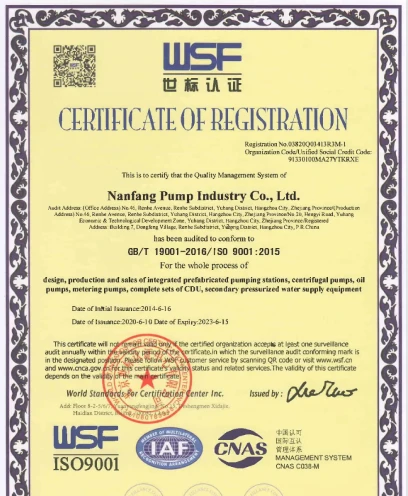 WSF
世标认证
CERTIFICATE OF REGISTRATION
Registration No.03820Q03413R3M-1
Organization Code/Unified Social Credit Code:
91330100MA27YTKRXE
This is to certify that the Quality Management System of
Nanfang Pump Industry Co., Ltd.
Audit Address (Office Address) No.46, Renhe Avenue, Renhe Subdistrict, Yuhang District, Hangzhou City, Zhejiang Province/(Production
Address) No.46, Renhe Avenue, Renhe Subdistrict, Yuhang District, Hangzhou City, Zhejiang Province/No.26, Hengyi Road, Yuhang
Economic & Technological Development Zone, Yuhang District, Hangzhou City, Zhejiang Province/Registered
Address Building 7, Dongfeng Village, Renhe Subdistrict, Yuhang District, Hangzhou City, P.R.China
has been audited to conform to
GB/T 19001-2016/ISO 9001:2015
For the whole process of
design, production and sales of integrated prefabricated pumping stations, centrifugal pumps, oil
pumps, metering pumps, complete sets of CDU, secondary pressurized water supply equipment
Date of Initial Issuance:2014-6-16
Date of Issuance:2020-6-10 Date of Expiry:2023-6-15
This certificate will not remain valid only if the certified organization accepts at least one surveillance
audit annually within the validity period of the certificate,in which the surveillance audit conforming mark is
in the designated position. Please follow WSF customer service by scanning QR code or visit www.wsf.cn
and www.cnca.gov.cn for this certificate's valid status and related services.The validity of this certificate
depends on the validity of the main certificate.
World Standards For Certification Center Inc.
Issued by :
Haidian District,
WSF
ISO9001
MEMBER OF MULTILATERAL
IAF
RECOGNITION ARRANGEMENT
CNAS
中国认可
国际互认
管理体系
MANAGEMENT SYSTEM
CNAS C038-M